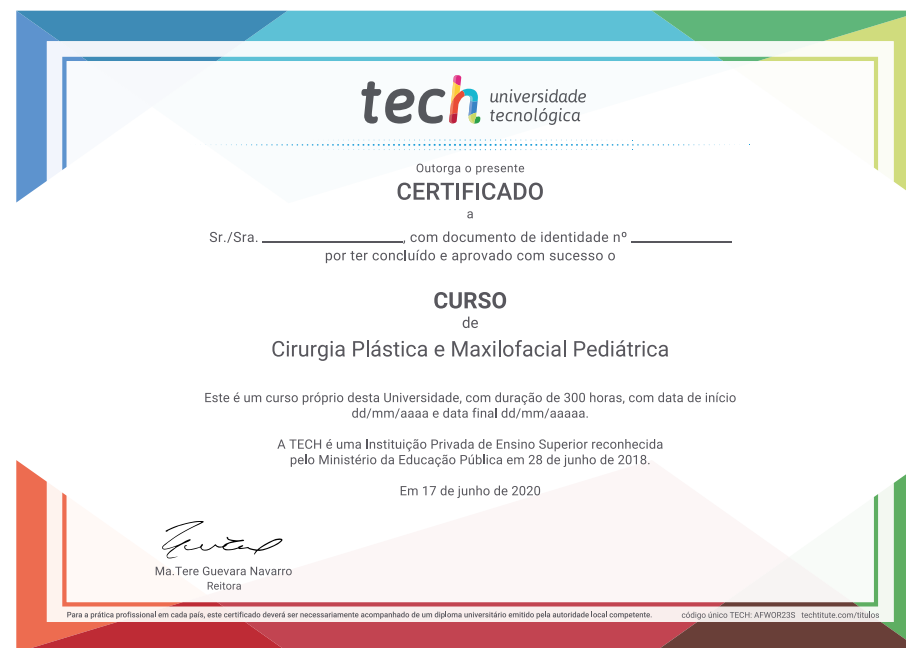 tech universidade
tecnológica
Outorga o presente
CERTIFICADO
a
Sr./Sra. ________________, com documento de identidade nº ____________
por ter concluído e aprovado com sucesso o
CURSO
de
Cirurgia Plástica e Maxilofacial Pediátrica
Este é um curso próprio desta Universidade, com duração de 300 horas, com data de início
dd/mm/aaaa e data final dd/mm/aaaaa.
A TECH é uma Instituição Privada de Ensino Superior reconhecida
pelo Ministério da Educação Pública em 28 de junho de 2018.
Em 17 de junho de 2020
Ma.Tere Guevara Navarro
Reitora
Para a prática profissional em cada país, este certificado deverá ser necessariamente acompanhado de um diploma universitário emitido pela autoridade local competente. código único TECH: AFWOR23S techtitute.com/titulos